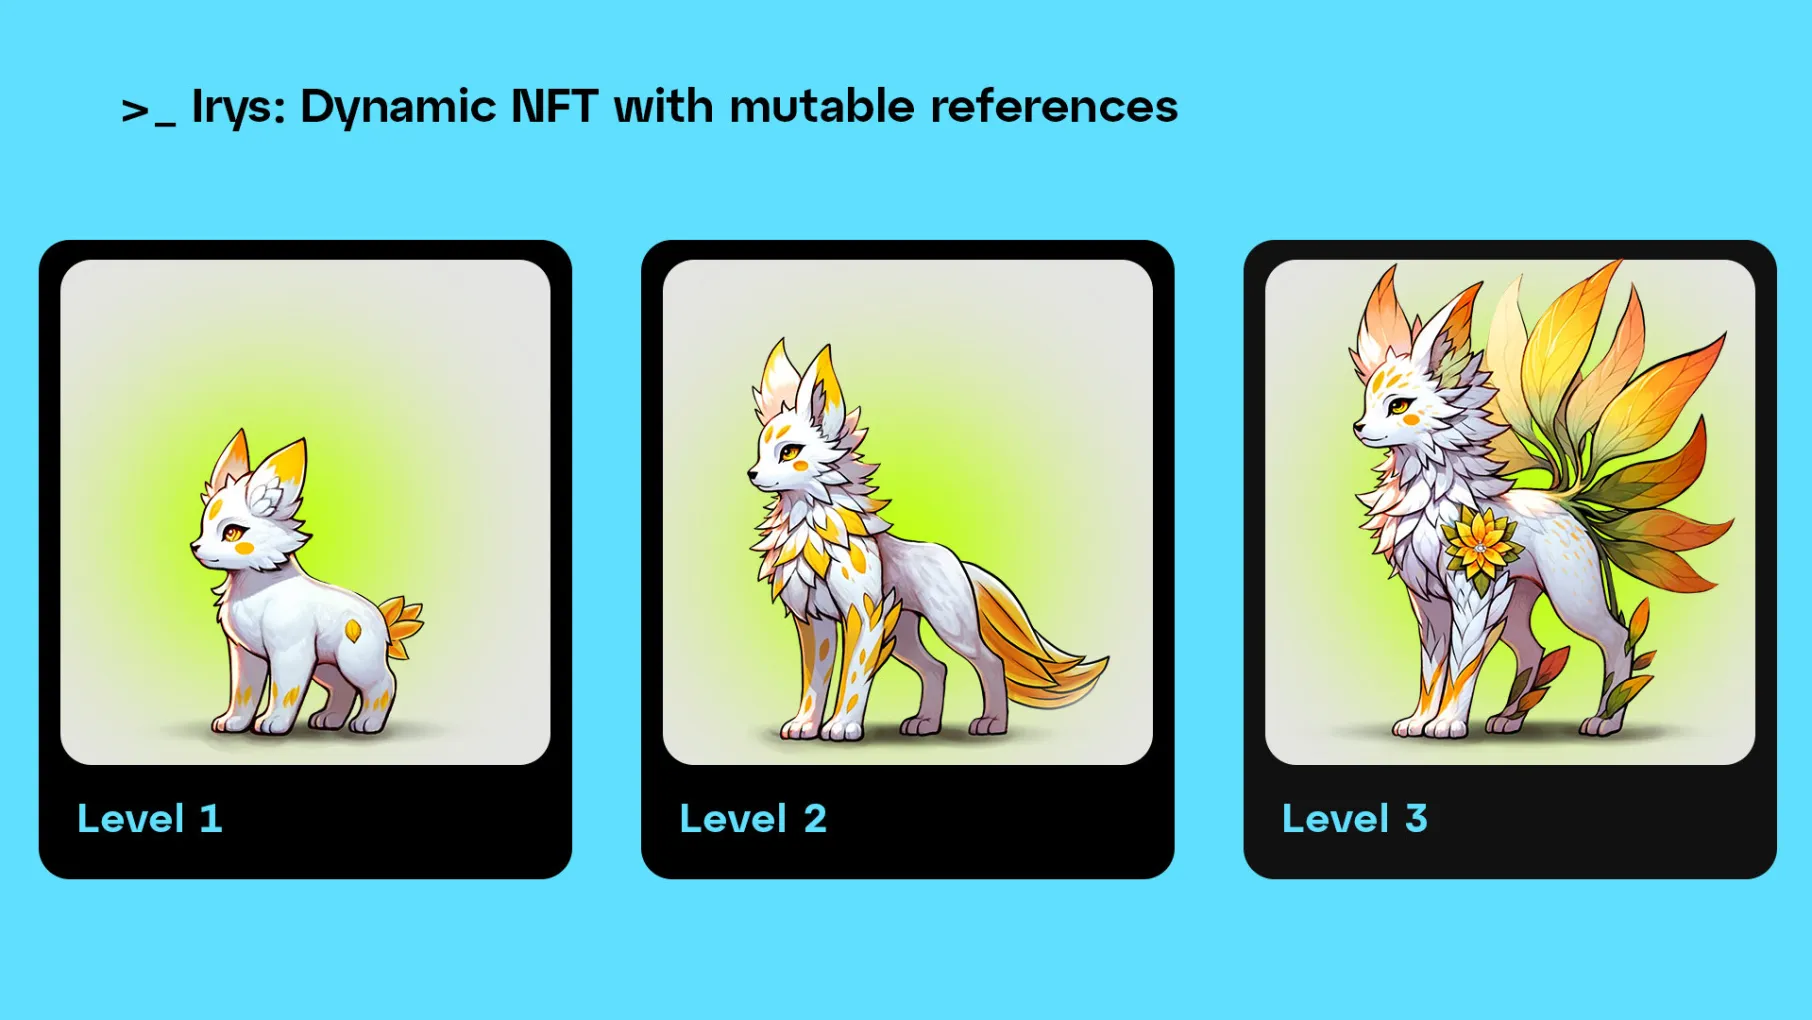 >_ Irys: Dynamic NFT with mutable references
Level 1
Level 2
Level 3